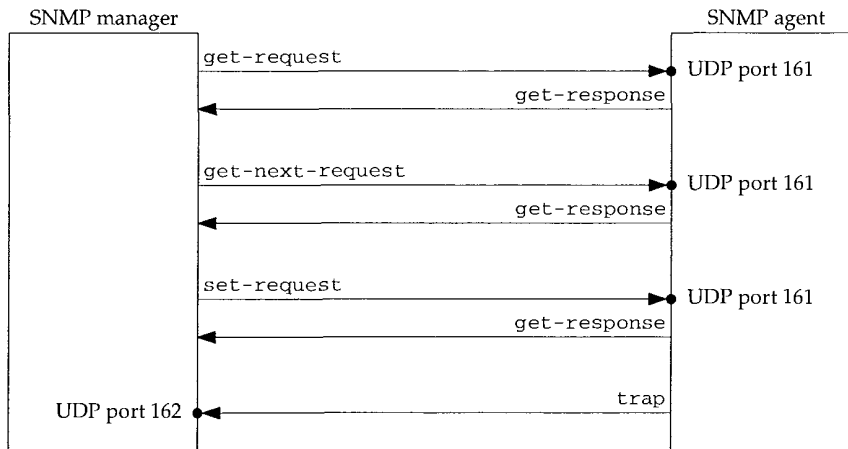 SNMP manager
SNMP agent
get-request
UDP port 161
get-response
get-next-request
UDP port 161
get-response
set-request
UDP port 161
get-response
trap
UDP port 162